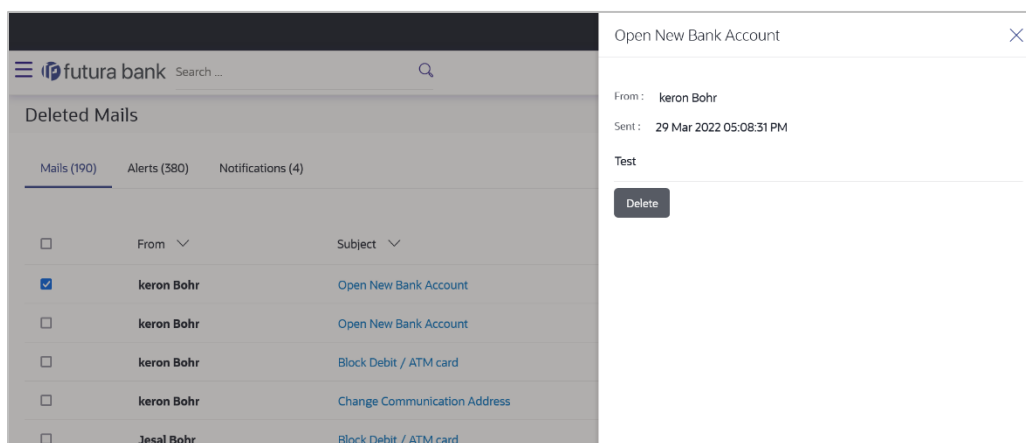 Open New Bank Account
futura bank Search ...
Deleted Mails
Mails (190) Alerts (380) Notifications (4)
From Subject
keron Bohr Open New Bank Account
keron Bohr Open New Bank Account
keron Bohr Block Debit / ATM card
keron Bohr Change Communication Address
Jesal Bohr Block Debit / ATM card
From : keron Bohr
Sent : 29 Mar 2022 05:08:31 PM
Test
Delete